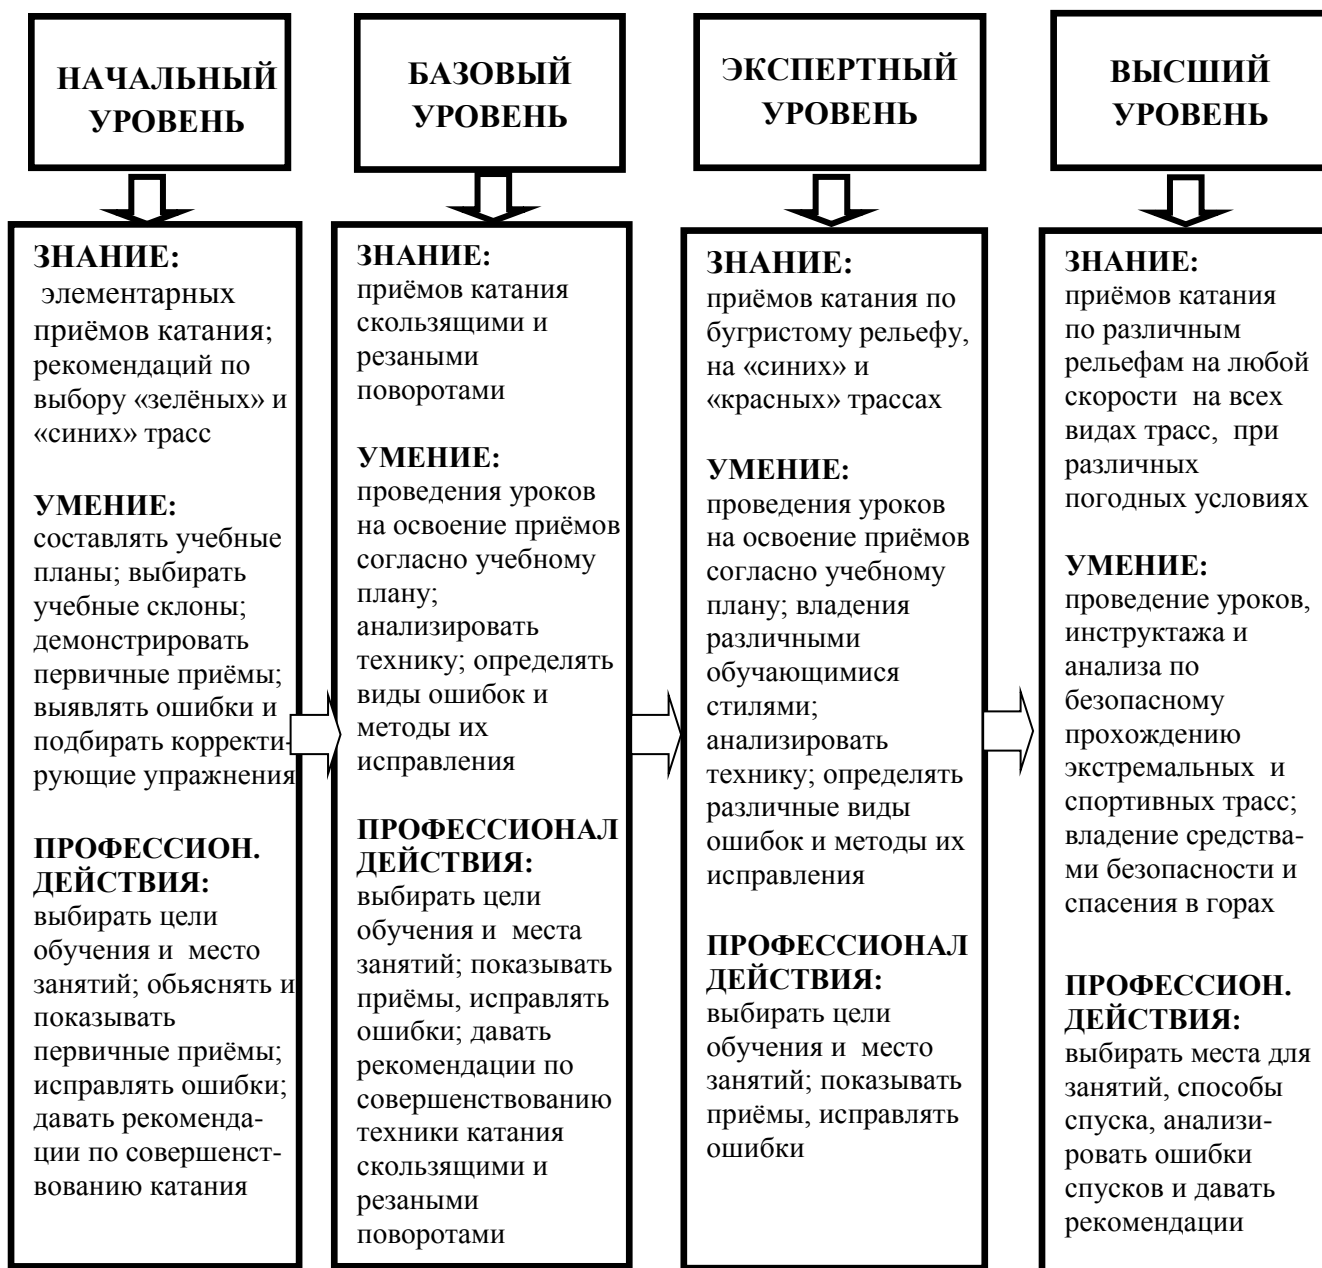 НАЧАЛЬНЫЙ
УРОВЕНЬ
БАЗОВЫЙ
УРОВЕНЬ
ЭКСПЕРТНЫЙ
УРОВЕНЬ
ВЫСШИЙ
УРОВЕНЬ
ЗНАНИЕ:
элементарных
приёмов катания;
рекомендаций по
выбору «зелёных» и
«синих» трасс
УМЕНИЕ:
составлять учебные
планы; выбирать
учебные склоны;
демонстрировать
первичные приёмы;
выявлять ошибки и
подбирать корректи-
рующие упражнения
ПРОФЕССИОН.
ДЕЙСТВИЯ:
выбирать цели
обучения и место
занятий; обьяснять и
показывать
первичные приёмы;
исправлять ошибки;
давать рекоменда-
ции по совершенст-
вованию катания
ЗНАНИЕ:
приёмов катания
скользящими и
резаными
поворотами
УМЕНИЕ:
проведения уроков
на освоение приёмов
согласно учебному
плану;
анализировать
технику; определять
виды ошибок и
методы их
исправления
ПРОФЕССИОНАЛ
ДЕЙСТВИЯ:
выбирать цели
обучения и места
занятий; показывать
приёмы, исправлять
ошибки; давать
рекомендации по
совершенствованию
техники катания
скользящими и
резаными
поворотами
ЗНАНИЕ:
приёмов катания по
бугристому рельефу,
на «синих» и
«красных» трассах
УМЕНИЕ:
проведения уроков
на освоение приёмов
согласно учебному
плану; владения
различными
обучающимися
стилями;
анализировать
технику; определять
различные виды
ошибок и методы их
исправления
ПРОФЕССИОНАЛ
ДЕЙСТВИЯ:
выбирать цели
обучения и место
занятий; показывать
приёмы, исправлять
ошибки
ЗНАНИЕ:
приёмов катания
по различным
рельефам на любой
скорости на всех
видах трасс, при
различных
погодных условиях
УМЕНИЕ:
проведение уроков,
инструктажа и
анализа по
безопасному
прохождению
экстремальных и
спортивных трасс;
владение средства-
ми безопасности и
спасения в горах
ПРОФЕССИОН.
ДЕЙСТВИЯ:
выбирать места для
занятий, способы
спуска, анализи-
ровать ошибки
спусков и давать
рекомендации